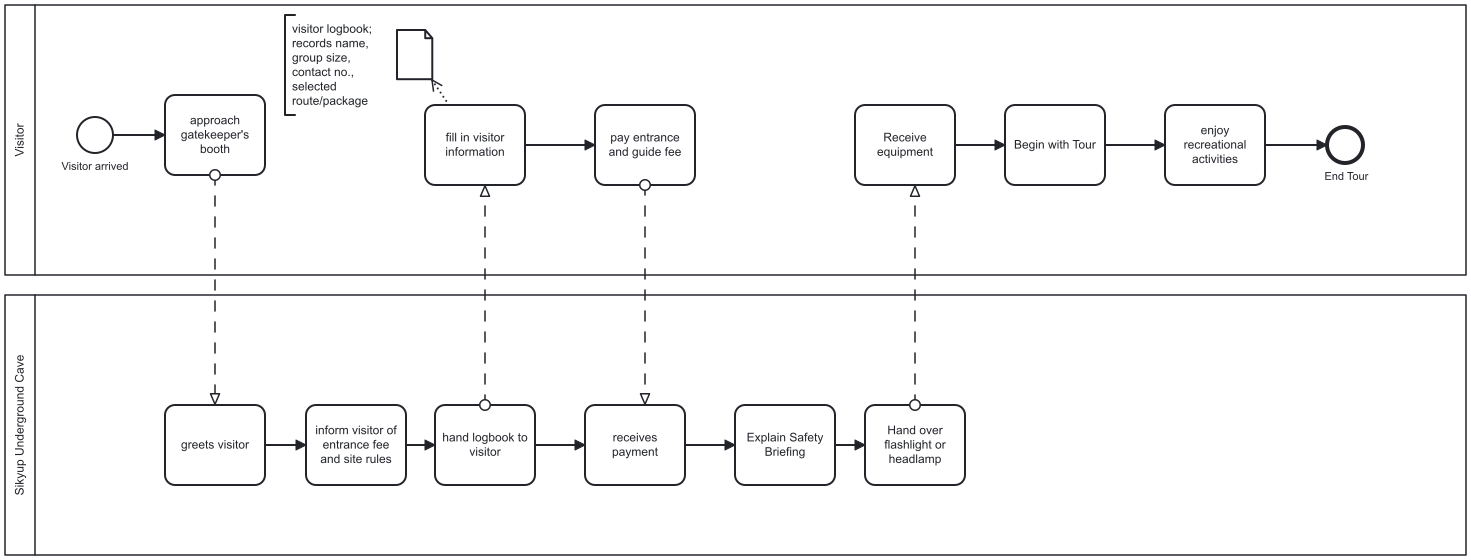 Visitor
visitor logbook;
records name,
group size,
contact no.,
selected
route/package
Visitor arrived
approach
gatekeeper's
booth
fill in visitor
information
pay entrance
and guide fee
Receive
equipment
Begin with Tour
enjoy
recreational
activities
End Tour
Sikyup Underground Cave
greets visitor
inform visitor of
entrance fee
and site rules
hand logbook to
visitor
receives
payment
Explain Safety
Briefing
Hand over
flashlight or
headlamp